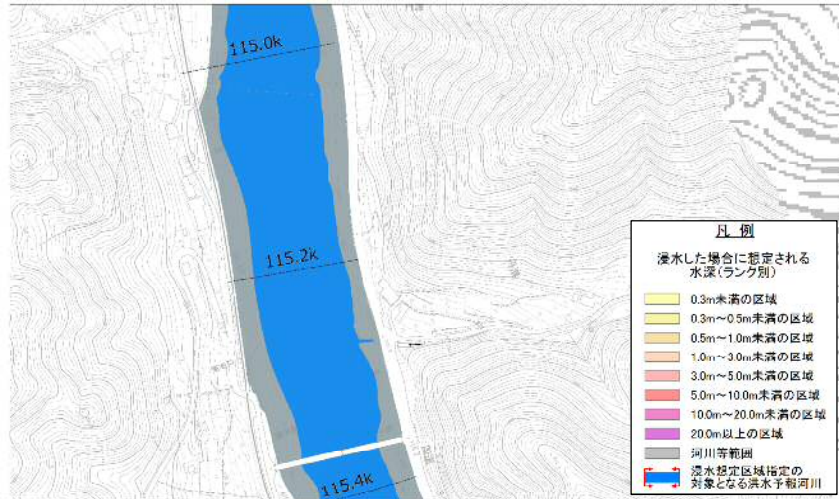 115.0k
115.2k
115.4k
凡 例
浸水した場合に想定される
水深(ランク別)
0.3m未満の区域
0.3m～0.5m未満の区域
0.5m～1.0m未満の区域
1.0m～3.0m未満の区域
3.0m～5.0m未満の区域
5.0m～10.0m未満の区域
10.0m～20.0m未満の区域
20.0m以上の区域
河川等範囲
浸水想定区域指定の
対象となる洪水予報河川